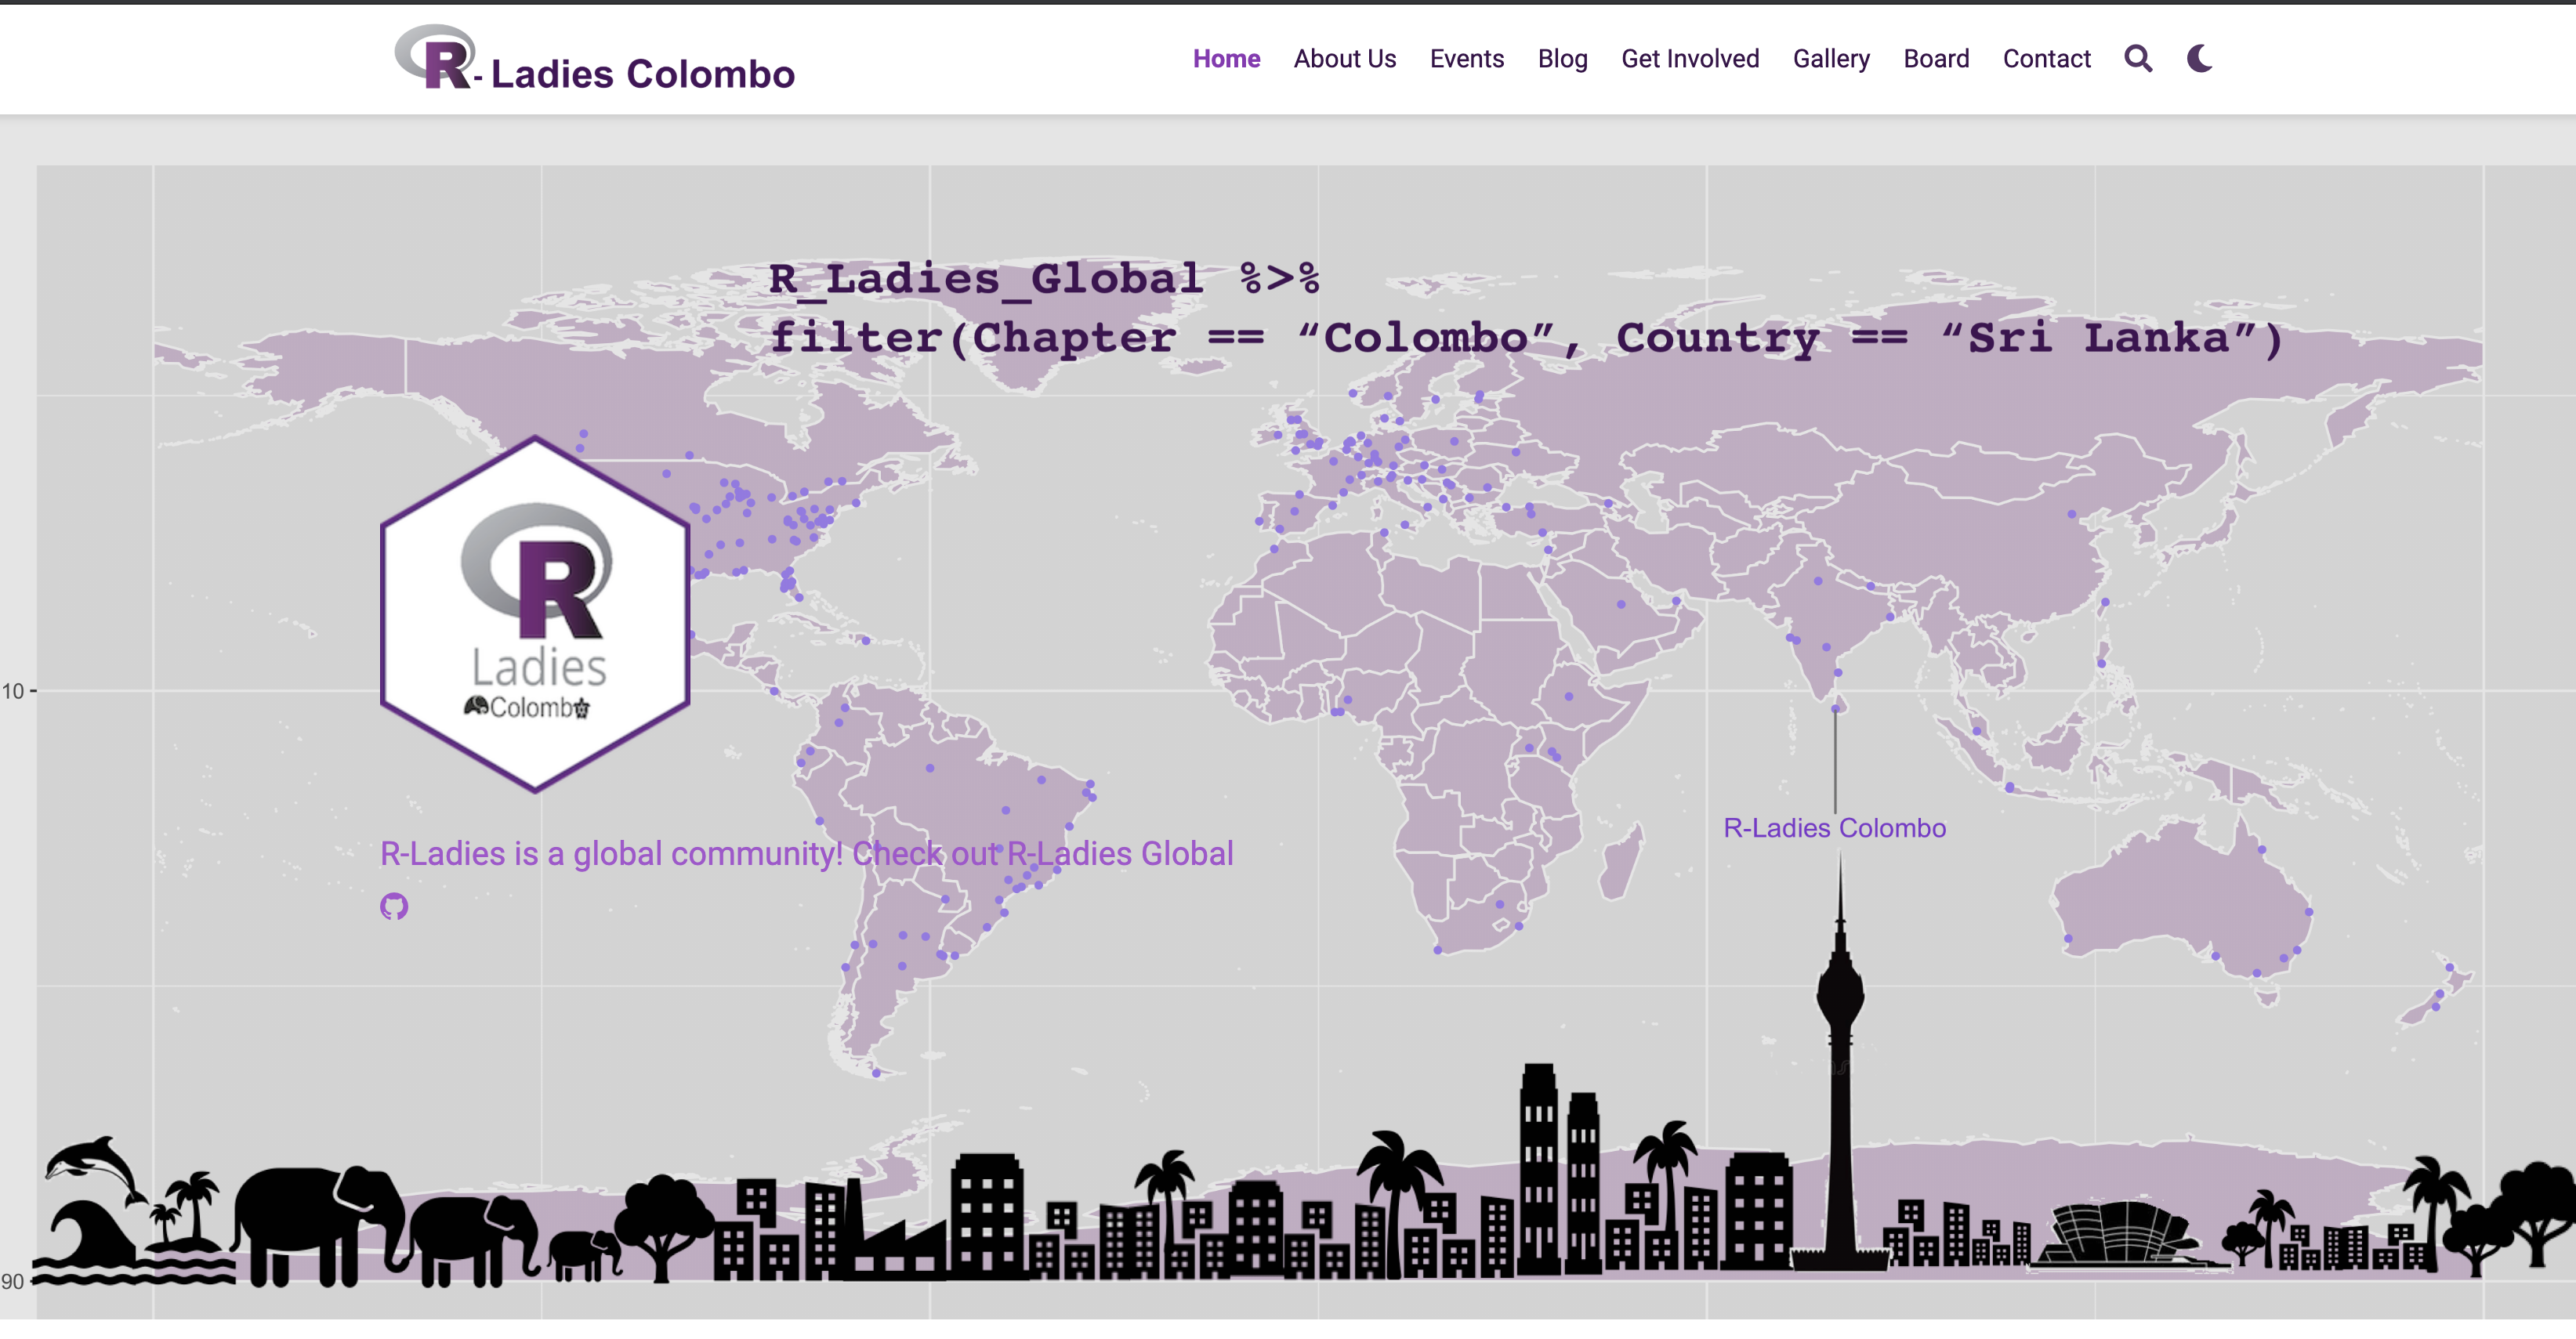 R- Ladies Colombo
Home About Us Events Blog Get Involved Gallery Board Contact
R_Ladies_Global %>%
filter(Chapter == “Colombo”, Country == “Sri Lanka”)
R
Ladies
Colombo
10
R-Ladies Colombo
R-Ladies is a global community! Check out R-Ladies Global
90